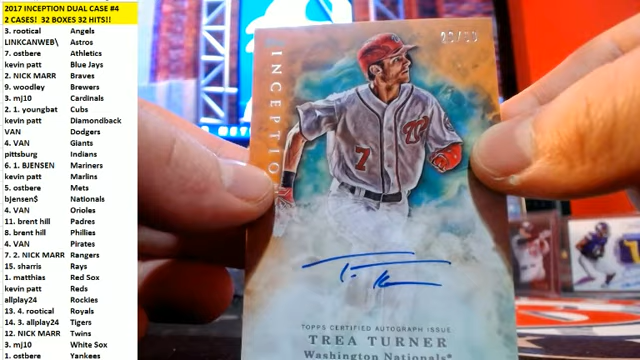 2017 INCEPTION DUAL CASE #4
2 CASES! 32 BOXES 32 HITS!!
3. rootical Angels
LINKCANWEB\ Astros
7. ostbere Athletics
kevin patt Blue Jays
2. NICK MARR Braves
9. woodley Brewers
3. mj10 Cardinals
2. 1. youngbat Cubs
kevin patt Diamondback
VAN Dodgers
4. VAN Giants
pittsburg Indians
6. 1. BJENSEN Mariners
kevin patt Marlins
5. ostbere Mets
bjensen$ Nationals
4. VAN Orioles
11. brent hill Padres
8. brent hill Phillies
4. VAN Pirates
7. 2. NICK MARR Rangers
15. sharris Rays
1. matthias Red Sox
kevin patt Reds
allplay24 Rockies
13. 4. rootical Royals
14. 3. allplay24 Tigers
12. NICK MARR Twins
3. mj10 White Sox
1. ostbere Yankees
INCEPTIO
7
W
TOPPS CERTIFIED AUTOGRAPH ISSUE
TREA TURNER
Washington Nationals®